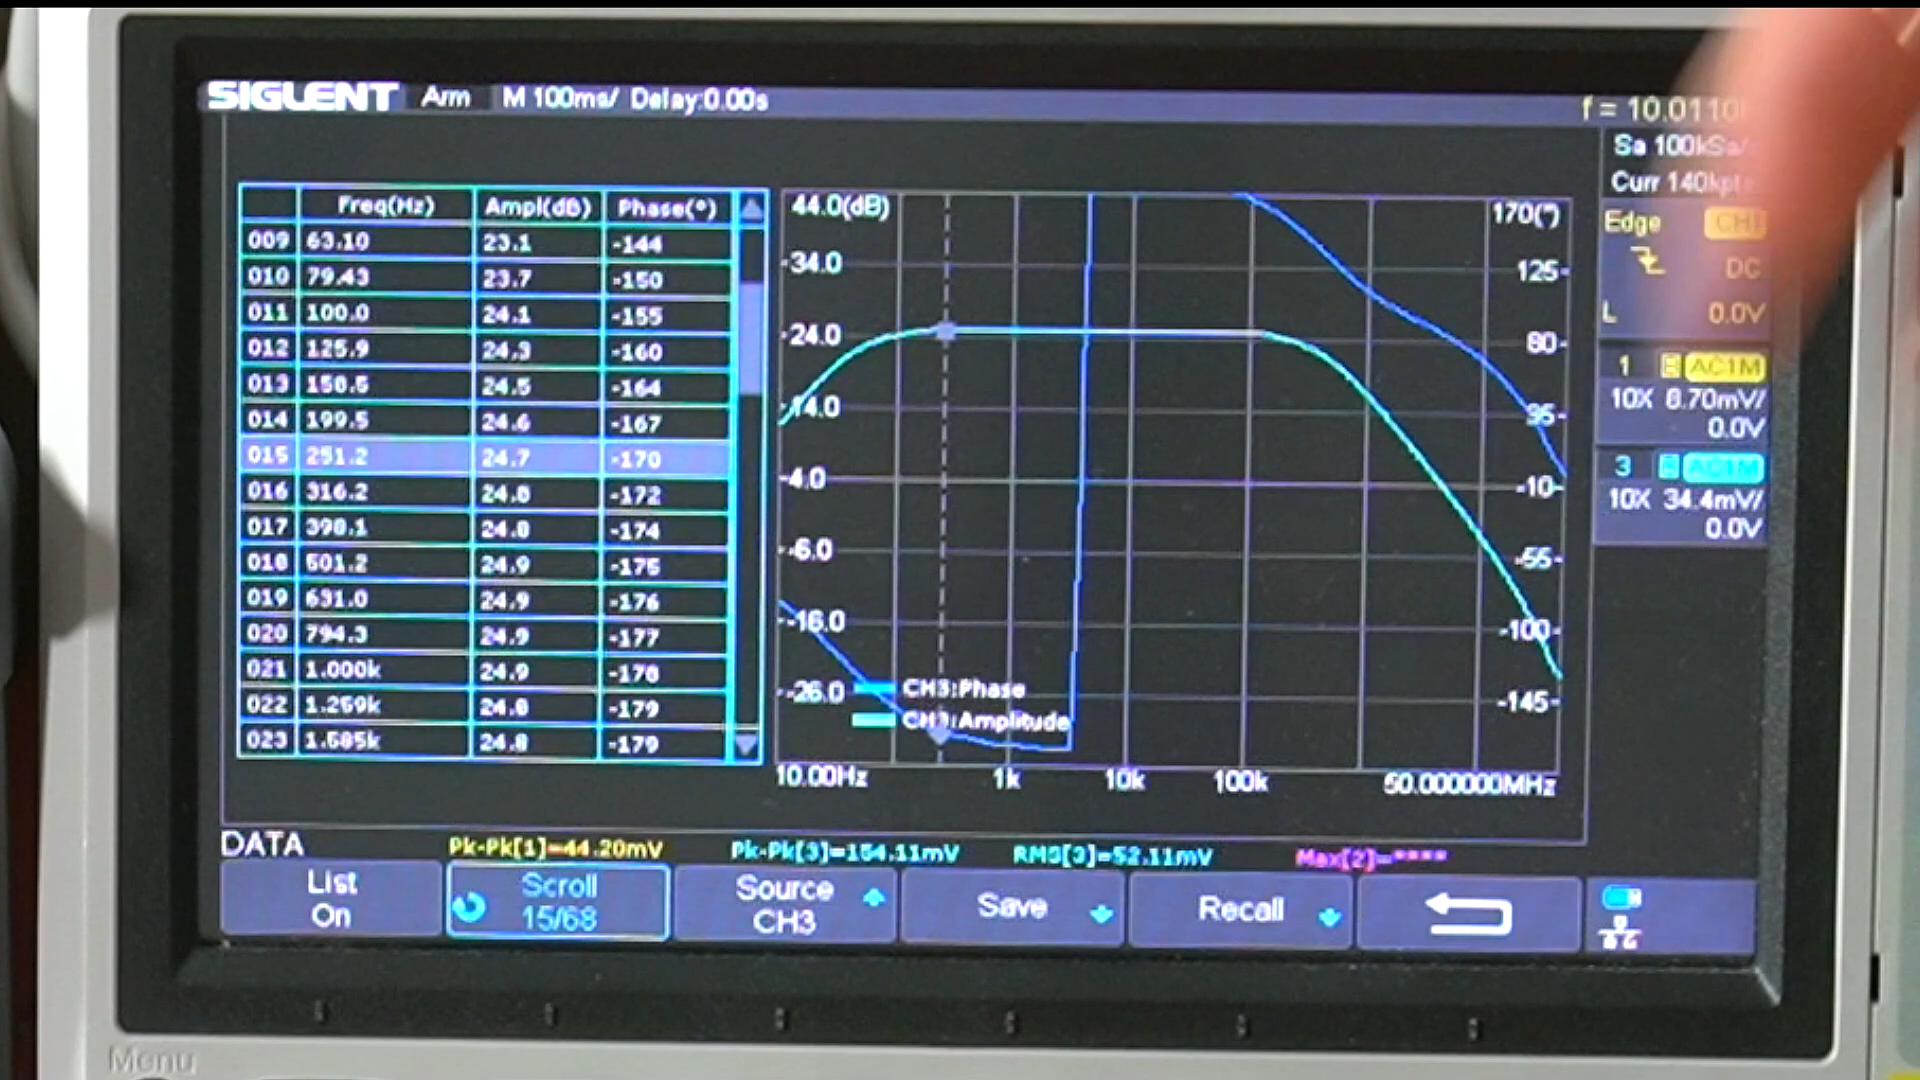 SIGLENT Arm M 100ms/ Delay:0.00s
f = 10.0110
Sa 100kSa/
Curr 140kpts
Edge CH1
DC
L 0.0V
1 B AC1M
10X 8.70mV/
0.0V
3 B AC1M
10X 34.4mV/
0.0V
Freq(Hz) Ampl(dB) Phase(°)
009 63.10 23.1 -144
010 79.43 23.7 -150
011 100.0 24.1 -155
012 125.9 24.3 -160
013 158.5 24.5 -164
014 199.5 24.6 -167
015 251.2 24.7 -170
016 316.2 24.8 -172
017 398.1 24.8 -174
018 501.2 24.9 -175
019 631.0 24.9 -176
020 794.3 24.9 -177
021 1.000k 24.9 -178
022 1.259k 24.8 -179
023 1.585k 24.8 -179
44.0(dB) 170(°)
34.0 125
24.0 80
14.0 35
4.0 -10
-6.0 -55
-16.0 -100
-26.0 -145
CH3:Phase
CH3:Amplitude
10.00Hz 1k 10k 100k 50.000000MHz
DATA Pk-Pk[1]=44.20mV Pk-Pk[3]=154.11mV RMS[3]=52.11mV Max[2]=****
List
On
Scroll
15/68
Source
CH3
Save
Recall
Menu